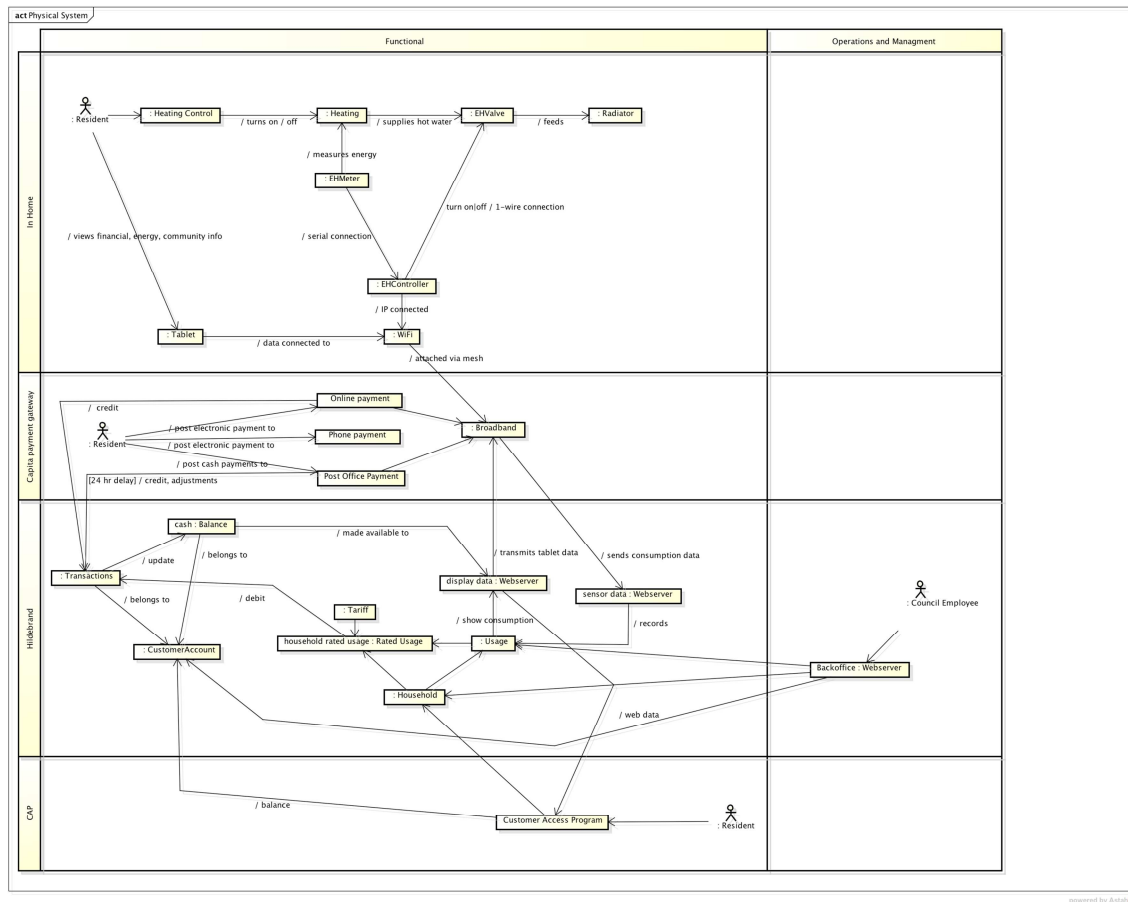 act Physical System
Functional
Operations and Managment
In Home
: Resident
: Heating Control
/ turns on / off
: Heating
/ supplies hot water
: EHValve
/ feeds
: Radiator
/ measures energy
: EHMeter
turn on|off / 1-wire connection
/ views financial, energy, community info
/ serial connection
: EHController
/ IP connected
: Tablet
/ data connected to
: WiFi
/ attached via mesh
Capita payment gateway
/ credit
Online payment
: Resident
/ post electronic payment to
Phone payment
: Broadband
/ post electronic payment to
/ post cash payments to
[24 hr delay] / credit, adjustments
Post Office Payment
Hildebrand
cash : Balance
/ made available to
/ update
/ belongs to
/ transmits tablet data
/ sends consumption data
: Transactions
display data : Webserver
sensor data : Webserver
: Council Employee
/ belongs to
/ debit
: Tariff
/ show consumption
/ records
: CustomerAccount
household rated usage : Rated Usage
: Usage
Backoffice : Webserver
: Household
/ web data
CAP
/ balance
Customer Access Program
: Resident